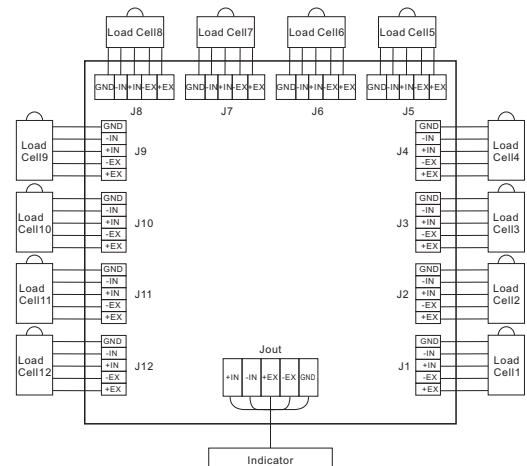 Load Cell8
Load Cell7
Load Cell6
Load Cell5
GND -IN +IN -EX +EX
GND -IN +IN -EX +EX
GND -IN +IN -EX +EX
GND -IN +IN -EX +EX
J8
J7
J6
J5
Load
Cell9
GND
-IN
+IN
-EX
+EX
J9
J4
GND
-IN
+IN
-EX
+EX
Load
Cell4
Load
Cell10
GND
-IN
+IN
-EX
+EX
J10
J3
GND
-IN
+IN
-EX
+EX
Load
Cell3
Load
Cell11
GND
-IN
+IN
-EX
+EX
J11
J2
GND
-IN
+IN
-EX
+EX
Load
Cell2
Load
Cell12
GND
-IN
+IN
-EX
+EX
J12
J1
GND
-IN
+IN
-EX
+EX
Load
Cell1
Jout
+IN -IN +EX -EX GND
Indicator